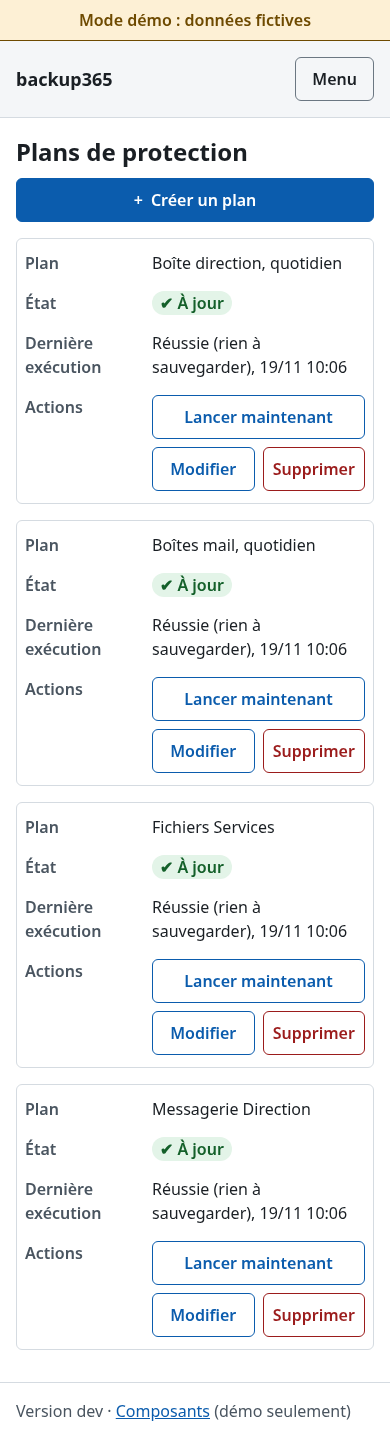 Mode démo : données fictives
backup365
Menu
Plans de protection
+ Créer un plan
Plan
Boîte direction, quotidien
État
✔ À jour
Dernière exécution
Réussie (rien à sauvegarder), 19/11 10:06
Actions
Lancer maintenant
Modifier
Supprimer
Plan
Boîtes mail, quotidien
État
✔ À jour
Dernière exécution
Réussie (rien à sauvegarder), 19/11 10:06
Actions
Lancer maintenant
Modifier
Supprimer
Plan
Fichiers Services
État
✔ À jour
Dernière exécution
Réussie (rien à sauvegarder), 19/11 10:06
Actions
Lancer maintenant
Modifier
Supprimer
Plan
Messagerie Direction
État
✔ À jour
Dernière exécution
Réussie (rien à sauvegarder), 19/11 10:06
Actions
Lancer maintenant
Modifier
Supprimer
Version dev · Composants (démo seulement)